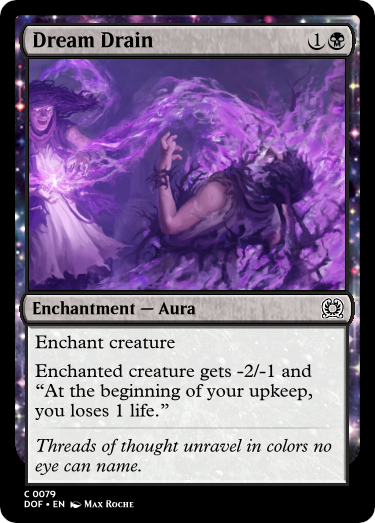 Dream Drain 1
Enchantment — Aura
Enchant creature
Enchanted creature gets -2/-1 and
“At the beginning of your upkeep,
you loses 1 life.”
Threads of thought unravel in colors no
eye can name.
C 0079
DOF • EN Max Roche